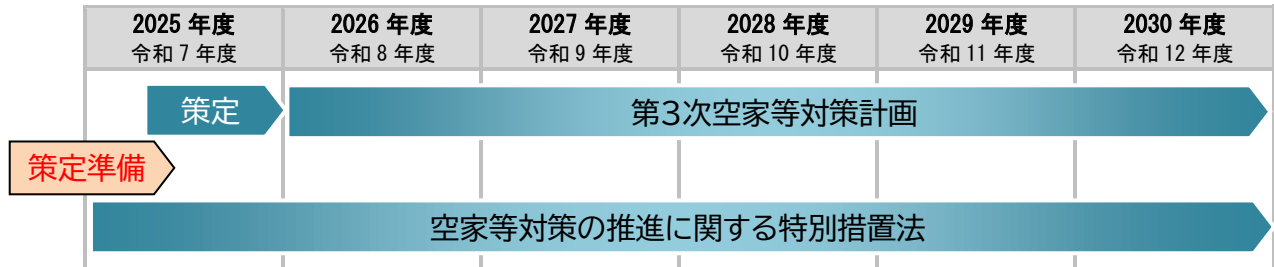 2025 年度 2026 年度 2027 年度 2028 年度 2029 年度 2030 年度
令和 7 年度 令和 8 年度 令和 9 年度 令和 10 年度 令和 11 年度 令和 12 年度
策定 第3次空家等対策計画
策定準備
空家等対策の推進に関する特別措置法